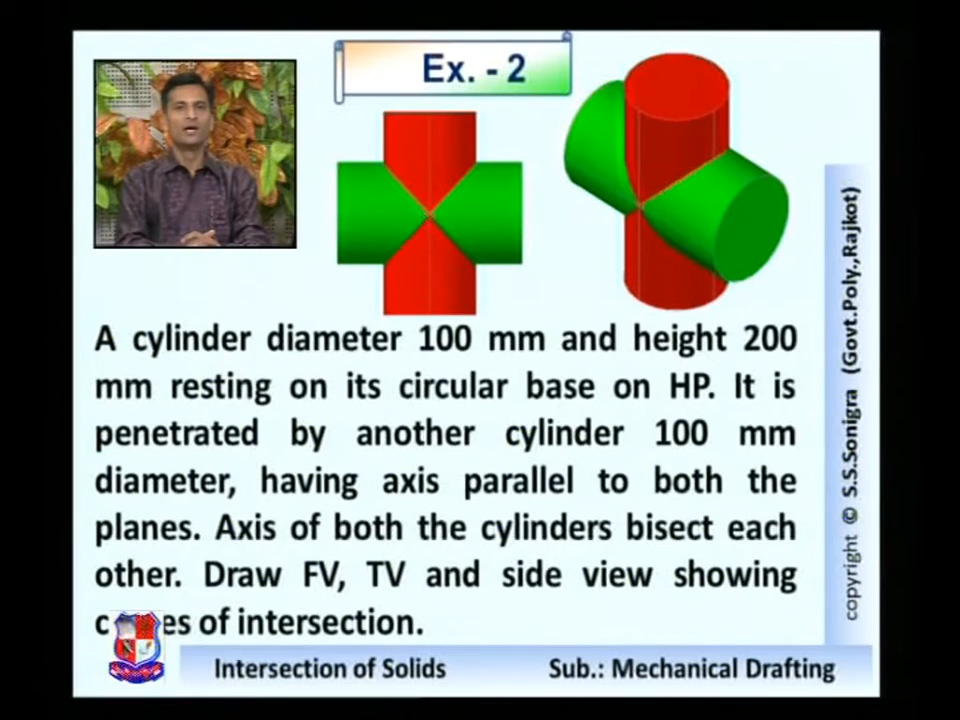 Ex. - 2
A cylinder diameter 100 mm and height 200
mm resting on its circular base on HP. It is
penetrated by another cylinder 100 mm
diameter, having axis parallel to both the
planes. Axis of both the cylinders bisect each
other. Draw FV, TV and side view showing
of intersection.
copyright © S.S.Sonigra (Govt.Poly.,Rajkot)
Intersection of Solids
Sub.: Mechanical Drafting